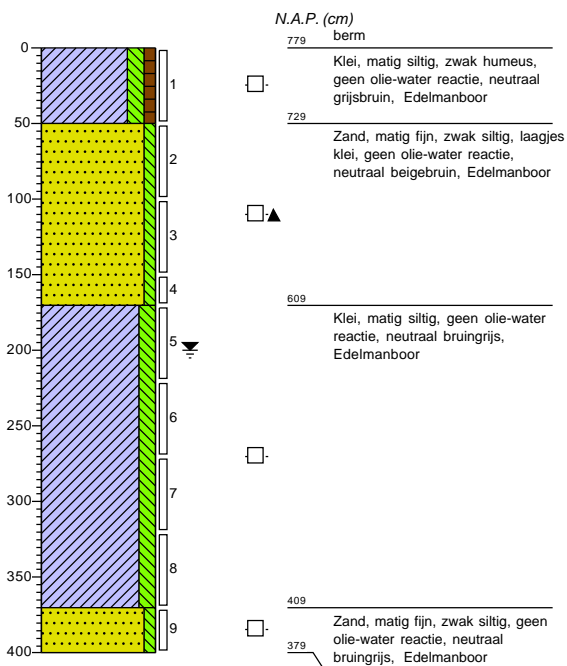 N.A.P. (cm)
779 berm
0
Klei, matig siltig, zwak humeus,
geen olie-water reactie, neutraal
grijsbruin, Edelmanboor
1
50
729
Zand, matig fijn, zwak siltig, laagjes
klei, geen olie-water reactie,
neutraal beigebruin, Edelmanboor
2
100
3
150
4
609
Klei, matig siltig, geen olie-water
reactie, neutraal bruingrijs,
Edelmanboor
5
200
6
250
7
300
8
350
409
Zand, matig fijn, zwak siltig, geen
olie-water reactie, neutraal
bruingrijs, Edelmanboor
9
379
400